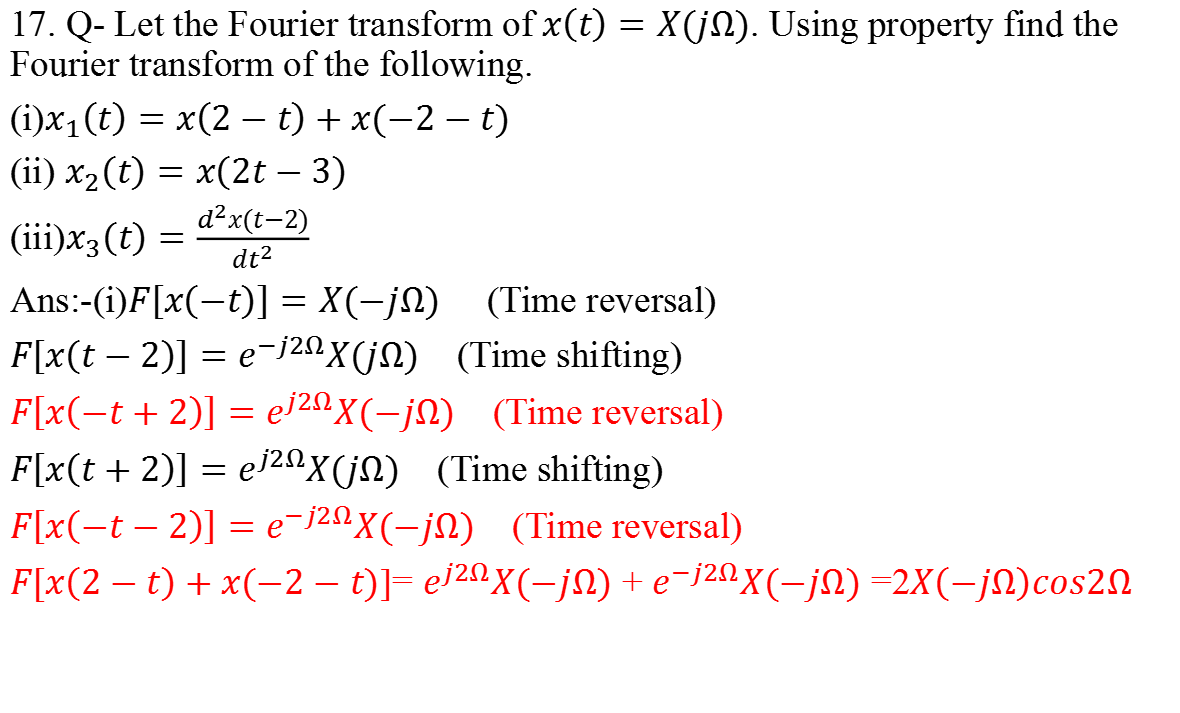 17. Q- Let the Fourier transform of x(t) = X(jΩ). Using property find the
Fourier transform of the following.
(i)x₁(t) = x(2 − t) + x(−2 − t)
(ii) x₂(t) = x(2t − 3)
(iii)x₃(t) = d²x(t−2)/dt²
Ans:-(i)F[x(−t)] = X(−jΩ) (Time reversal)
F[x(t − 2)] = e^{−j2Ω}X(jΩ) (Time shifting)
F[x(−t + 2)] = e^{j2Ω}X(−jΩ) (Time reversal)
F[x(t + 2)] = e^{j2Ω}X(jΩ) (Time shifting)
F[x(−t − 2)] = e^{−j2Ω}X(−jΩ) (Time reversal)
F[x(2 − t) + x(−2 − t)]= e^{j2Ω}X(−jΩ) + e^{−j2Ω}X(−jΩ) =2X(−jΩ)cos2Ω